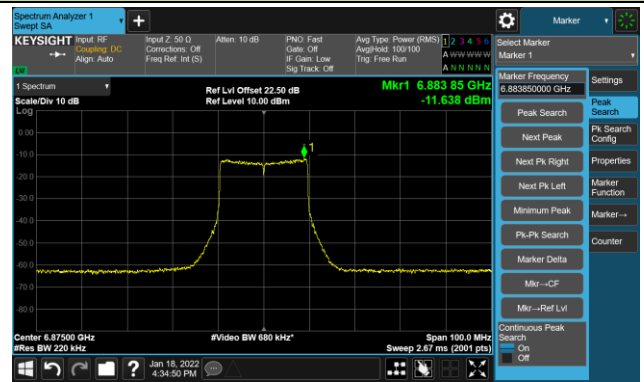 Spectrum Analyzer 1
Swept SA
+
Marker
KEYSIGHT
Input: RF
Coupling: DC
Align: Auto
Input Z: 50 Ω
Corrections: Off
Freq Ref: Int (S)
Atten: 10 dB
PNO: Fast
Gate: Off
IF Gain: Low
Sig Track: Off
Avg Type: Power (RMS)
Avg|Hold: 100/100
Trig: Free Run
1 2 3 4 5 6
A W W W W W
A N N N N N
Select Marker
Marker 1
1 Spectrum
Scale/Div 10 dB
Log
Ref Lvl Offset 22.50 dB
Ref Level 10.00 dBm
Mkr1 6.883 85 GHz
-11.638 dBm
1
0.00
-10.0
-20.0
-30.0
-40.0
-50.0
-60.0
-70.0
-80.0
Center 6.87500 GHz
#Res BW 220 kHz
#Video BW 680 kHz*
Span 100.0 MHz
Sweep 2.67 ms (2001 pts)
Marker Frequency
6.883850000 GHz
Peak Search
Next Peak
Next Pk Right
Next Pk Left
Minimum Peak
Pk-Pk Search
Marker Delta
Mkr→CF
Mkr→Ref Lvl
Continuous Peak
Search
On
Off
Settings
Peak
Search
Pk Search
Config
Properties
Marker
Function
Marker→
Counter
?
Jan 18, 2022
4:34:50 PM